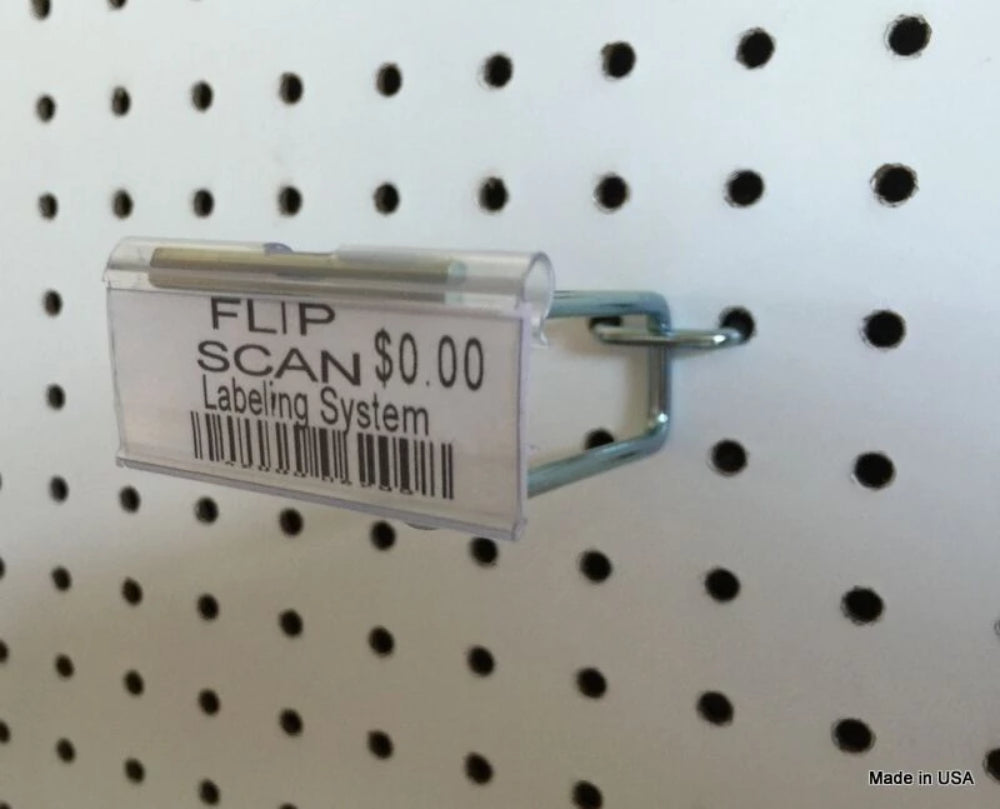 FLIP
SCAN $0.00
Labeling System
Made in USA